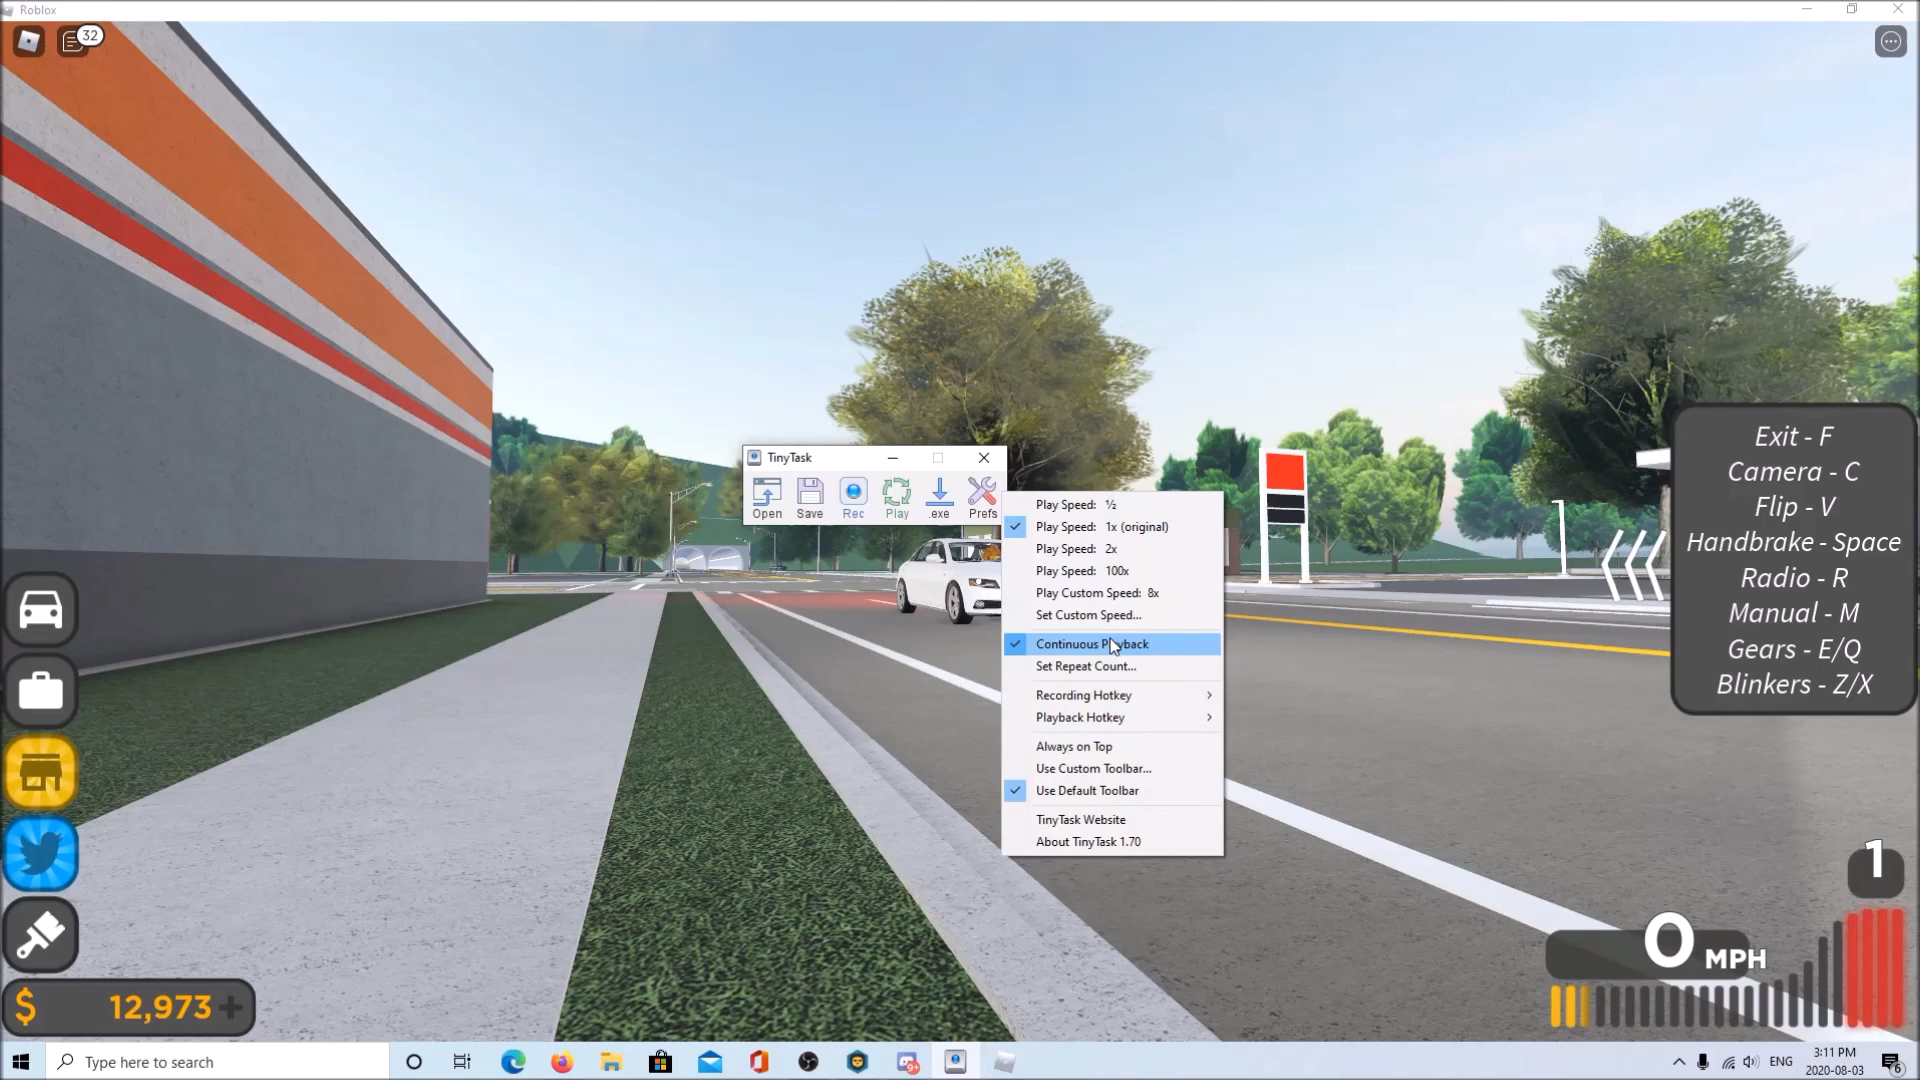 Roblox
32
TinyTask
Open Save Rec Play .exe Prefs
Play Speed: ½
Play Speed: 1x (original)
Play Speed: 2x
Play Speed: 100x
Play Custom Speed: 8x
Set Custom Speed...
Continuous Playback
Set Repeat Count...
Recording Hotkey
Playback Hotkey
Always on Top
Use Custom Toolbar...
Use Default Toolbar
TinyTask Website
About TinyTask 1.70
Exit - F
Camera - C
Flip - V
Handbrake - Space
Radio - R
Manual - M
Gears - E/Q
Blinkers - Z/X
1
0 MPH
$ 12,973 +
Type here to search
9+
ENG
3:11 PM
2020-08-03
6